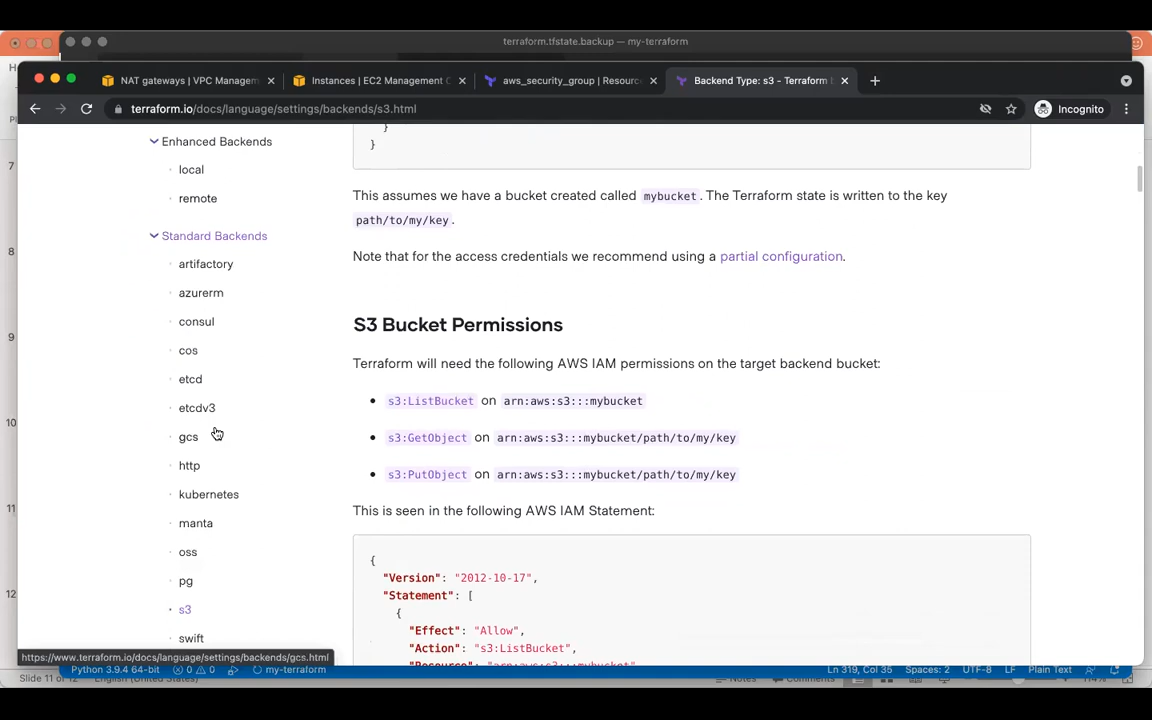 terraform.tfstate.backup — my-terraform
NAT gateways | VPC Managem
Instances | EC2 Management C
aws_security_group | Resourc
Backend Type: s3 - Terraform b
terraform.io/docs/language/settings/backends/s3.html
Incognito
Enhanced Backends
local
remote
Standard Backends
artifactory
azurerm
consul
cos
etcd
etcdv3
gcs
http
kubernetes
manta
oss
pg
s3
swift
}
}
This assumes we have a bucket created called mybucket. The Terraform state is written to the key
path/to/my/key.
Note that for the access credentials we recommend using a partial configuration.
S3 Bucket Permissions
Terraform will need the following AWS IAM permissions on the target backend bucket:
• s3:ListBucket on arn:aws:s3:::mybucket
• s3:GetObject on arn:aws:s3:::mybucket/path/to/my/key
• s3:PutObject on arn:aws:s3:::mybucket/path/to/my/key
This is seen in the following AWS IAM Statement:
{
"Version": "2012-10-17",
"Statement": [
{
"Effect": "Allow",
"Action": "s3:ListBucket",
"Resource": "arn:aws:s3:::mybucket"
7
8
9
10
11
12
https://www.terraform.io/docs/language/settings/backends/gcs.html
Python 3.9.4 64-bit
0
0
my-terraform
Ln 319, Col 35
Spaces: 2
UTF-8
LF
Plain Text
Slide 11 of 12
English (United States)
Notes
Comments
114%